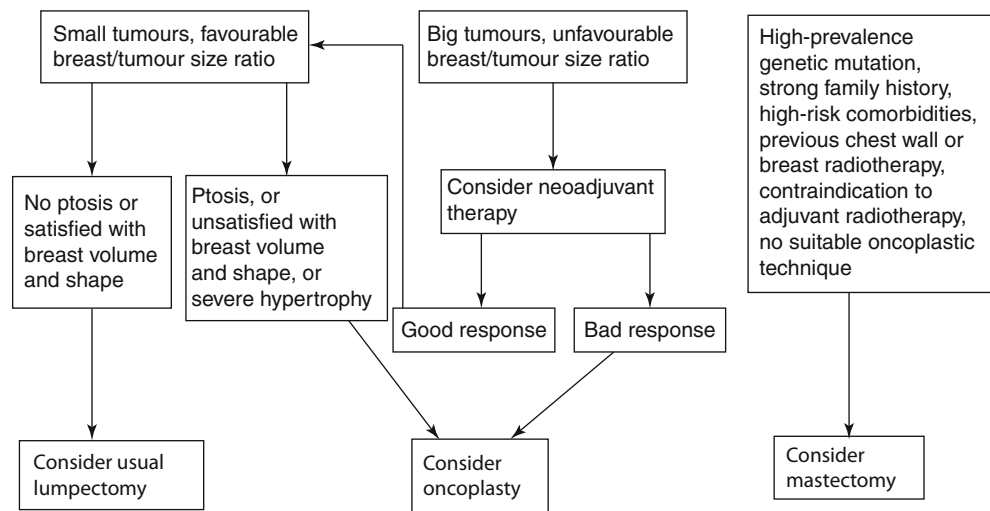 Small tumours, favourable
breast/tumour size ratio
Big tumours, unfavourable
breast/tumour size ratio
High-prevalence
genetic mutation,
strong family history,
high-risk comorbidities,
previous chest wall or
breast radiotherapy,
contraindication to
adjuvant radiotherapy,
no suitable oncoplastic
technique
No ptosis or
satisfied with
breast volume
and shape
Ptosis, or
unsatisfied with
breast volume
and shape, or
severe hypertrophy
Consider neoadjuvant
therapy
Good response
Bad response
Consider usual
lumpectomy
Consider
oncoplasty
Consider
mastectomy